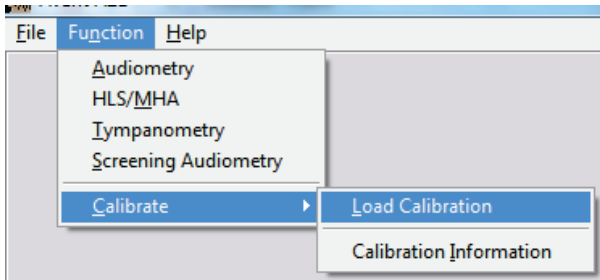 File Function Help
Audiometry
HLS/MHA
Tympanometry
Screening Audiometry
Calibrate
Load Calibration
Calibration Information